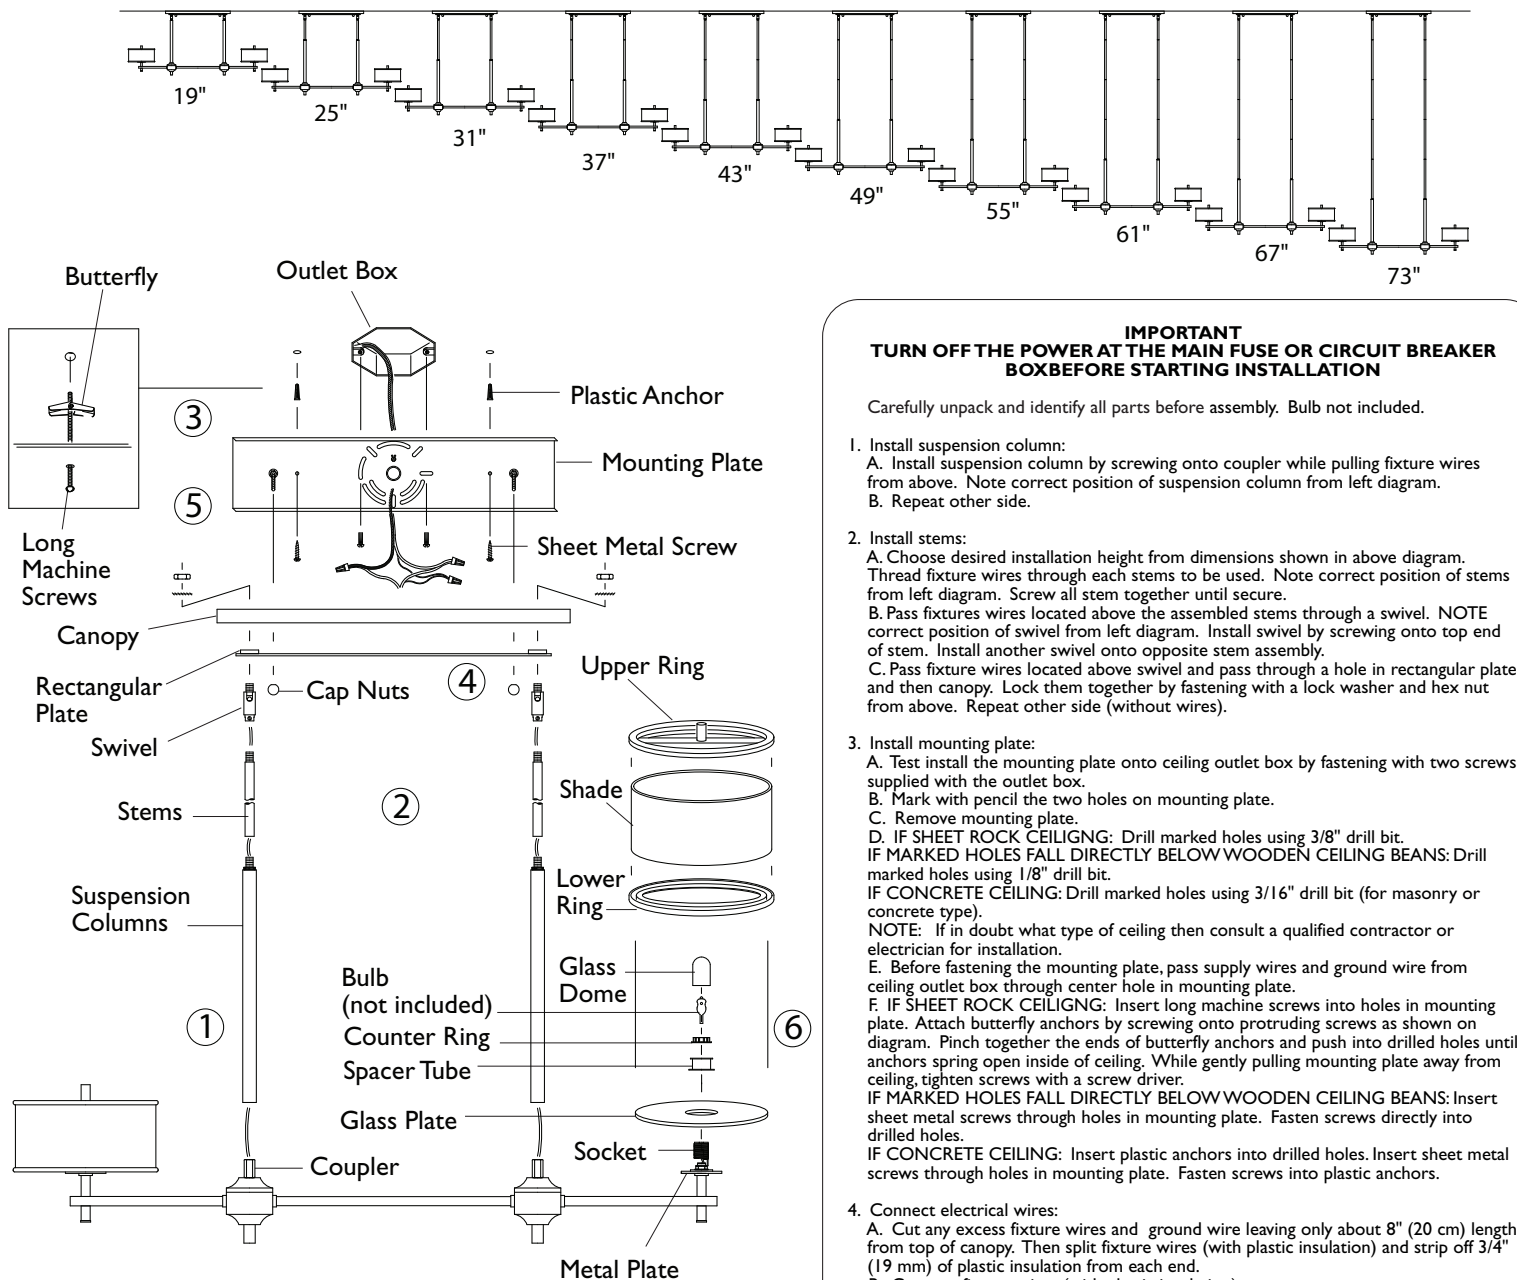 19"
25"
31"
37"
43"
49"
55"
61"
67"
73"
Butterfly
Outlet Box
Plastic Anchor
3
Mounting Plate
5
Long
Machine
Screws
Sheet Metal Screw
Canopy
Rectangular
Plate
Cap Nuts
4
Upper Ring
Swivel
Stems
2
Shade
Suspension
Columns
Lower
Ring
Glass
Dome
Bulb
(not included)
1
6
Counter Ring
Spacer Tube
Glass Plate
Socket
Coupler
Metal Plate
IMPORTANT
TURN OFF THE POWER AT THE MAIN FUSE OR CIRCUIT BREAKER
BOXBEFORE STARTING INSTALLATION
Carefully unpack and identify all parts before assembly. Bulb not included.
1. Install suspension column:
A. Install suspension column by screwing onto coupler while pulling fixture wires
from above. Note correct position of suspension column from left diagram.
B. Repeat other side.
2. Install stems:
A. Choose desired installation height from dimensions shown in above diagram.
Thread fixture wires through each stems to be used. Note correct position of stems
from left diagram. Screw all stem together until secure.
B. Pass fixtures wires located above the assembled stems through a swivel. NOTE
correct position of swivel from left diagram. Install swivel by screwing onto top end
of stem. Install another swivel onto opposite stem assembly.
C. Pass fixture wires located above swivel and pass through a hole in rectangular plate
and then canopy. Lock them together by fastening with a lock washer and hex nut
from above. Repeat other side (without wires).
3. Install mounting plate:
A. Test install the mounting plate onto ceiling outlet box by fastening with two screws
supplied with the outlet box.
B. Mark with pencil the two holes on mounting plate.
C. Remove mounting plate.
D. IF SHEET ROCK CEILIGNG: Drill marked holes using 3/8" drill bit.
IF MARKED HOLES FALL DIRECTLY BELOW WOODEN CEILING BEANS: Drill
marked holes using 1/8" drill bit.
IF CONCRETE CEILING: Drill marked holes using 3/16" drill bit (for masonry or
concrete type).
NOTE: If in doubt what type of ceiling then consult a qualified contractor or
electrician for installation.
E. Before fastening the mounting plate, pass supply wires and ground wire from
ceiling outlet box through center hole in mounting plate.
F. IF SHEET ROCK CEILIGNG: Insert long machine screws into holes in mounting
plate. Attach butterfly anchors by screwing onto protruding screws as shown on
diagram. Pinch together the ends of butterfly anchors and push into drilled holes until
anchors spring open inside of ceiling. While gently pulling mounting plate away from
ceiling, tighten screws with a screw driver.
IF MARKED HOLES FALL DIRECTLY BELOW WOODEN CEILING BEANS: Insert
sheet metal screws through holes in mounting plate. Fasten screws directly into
drilled holes.
IF CONCRETE CEILING: Insert plastic anchors into drilled holes. Insert sheet metal
screws through holes in mounting plate. Fasten screws into plastic anchors.
4. Connect electrical wires:
A. Cut any excess fixture wires and ground wire leaving only about 8" (20 cm) length
from top of canopy. Then split fixture wires (with plastic insulation) and strip off 3/4"
(19 mm) of plastic insulation from each end.